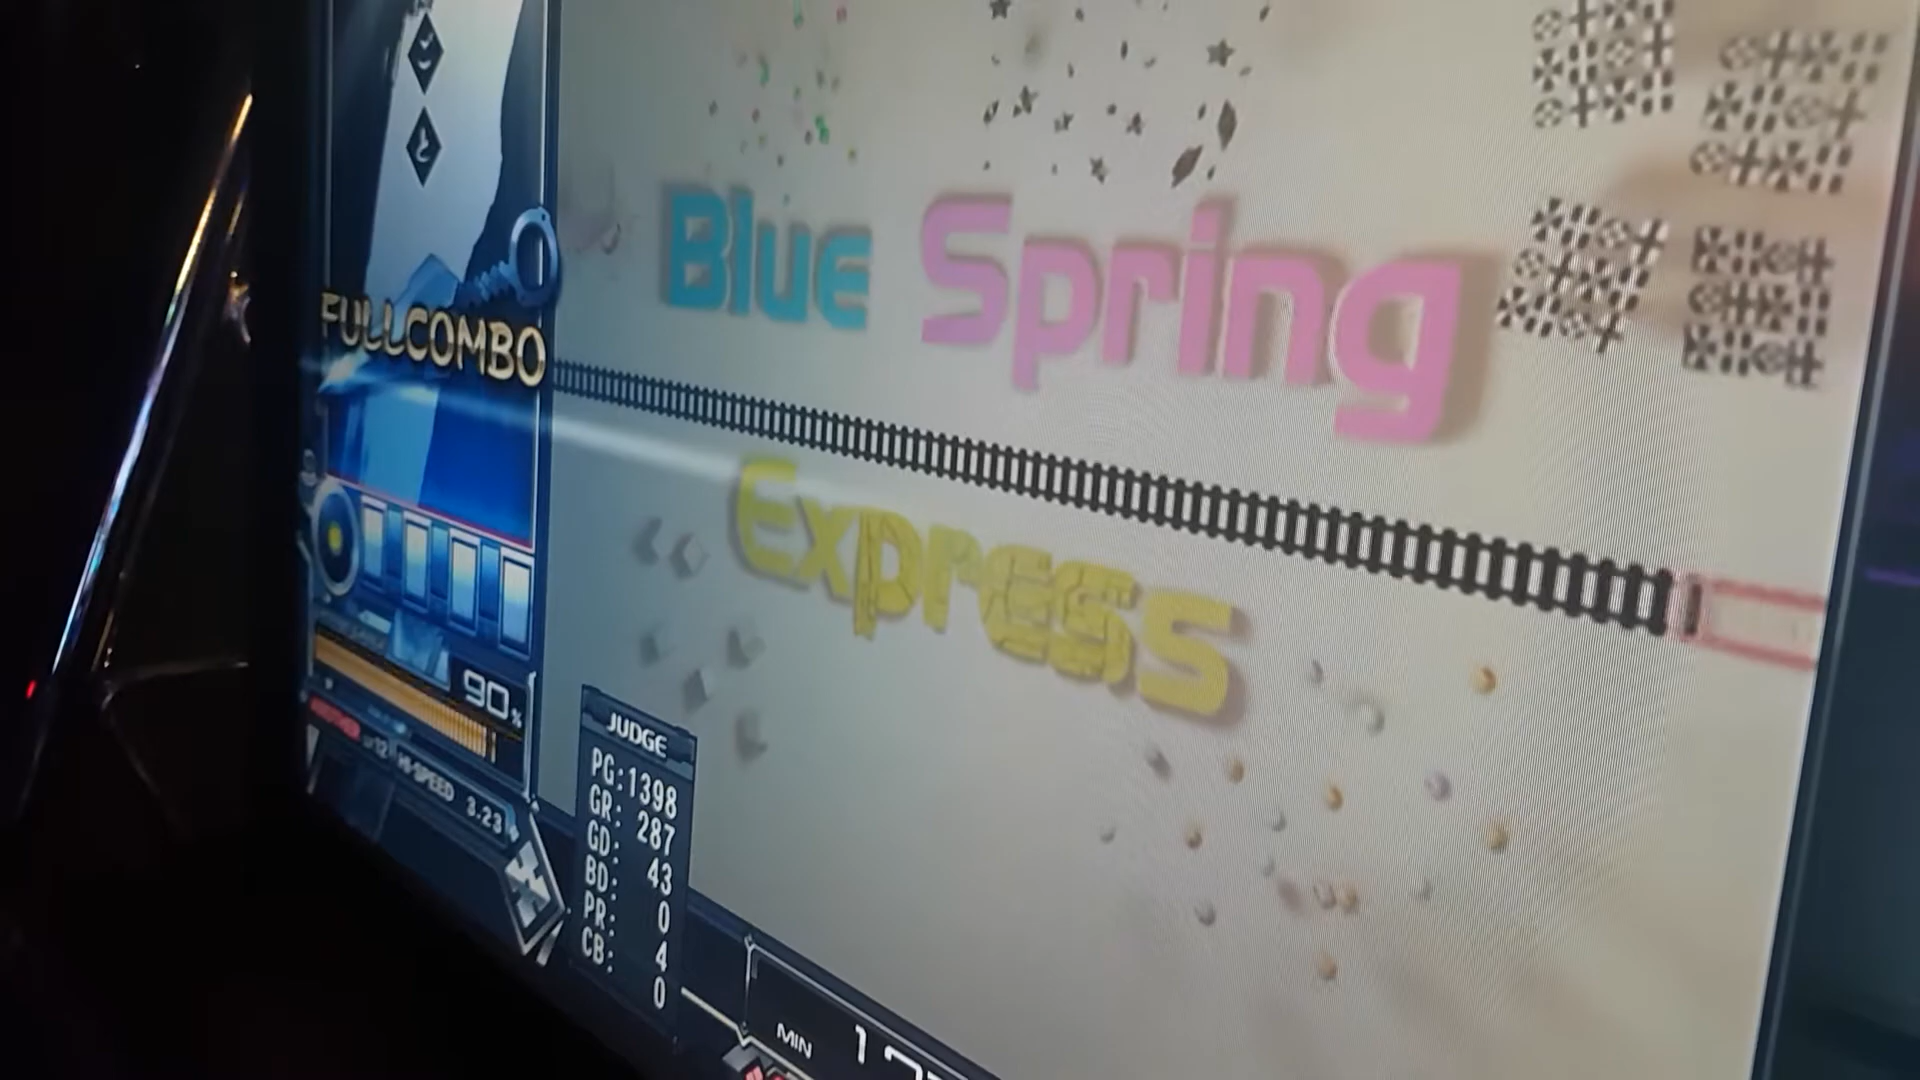 Blue Spring
FULLCOMBO
Express
90%
HI-SPEED 3.23
JUDGE
PG: 1398
GR: 287
GD: 43
BD: 0
PR: 4
CB: 0
MIN